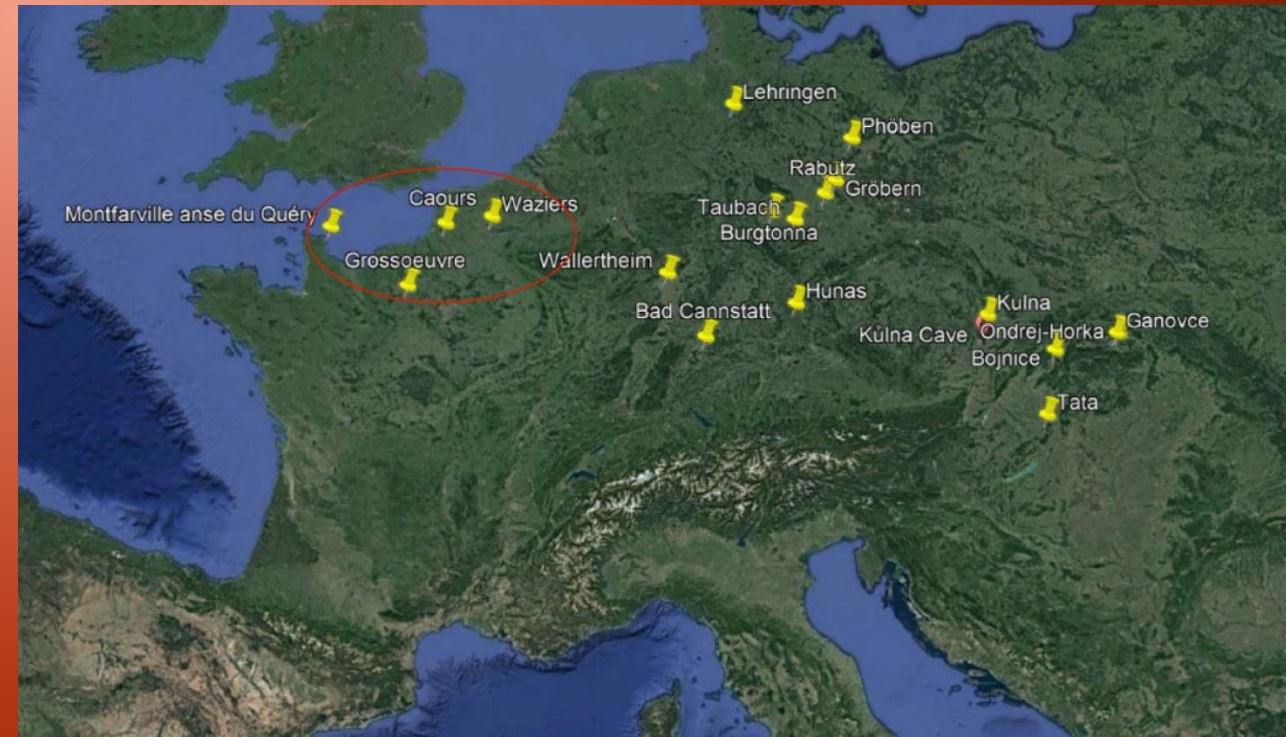 Lehringen
Phöben
Rabutz
Gröbern
Caours
Waziers
Taubach
Montfarville anse du Quéry
Burgtonna
Grossoeuvre
Wallertheim
Hunas
Kulna
Bad Cannstatt
Ganovce
Kůlna Cave
Ondrej-Horka
Bojnice
Tata